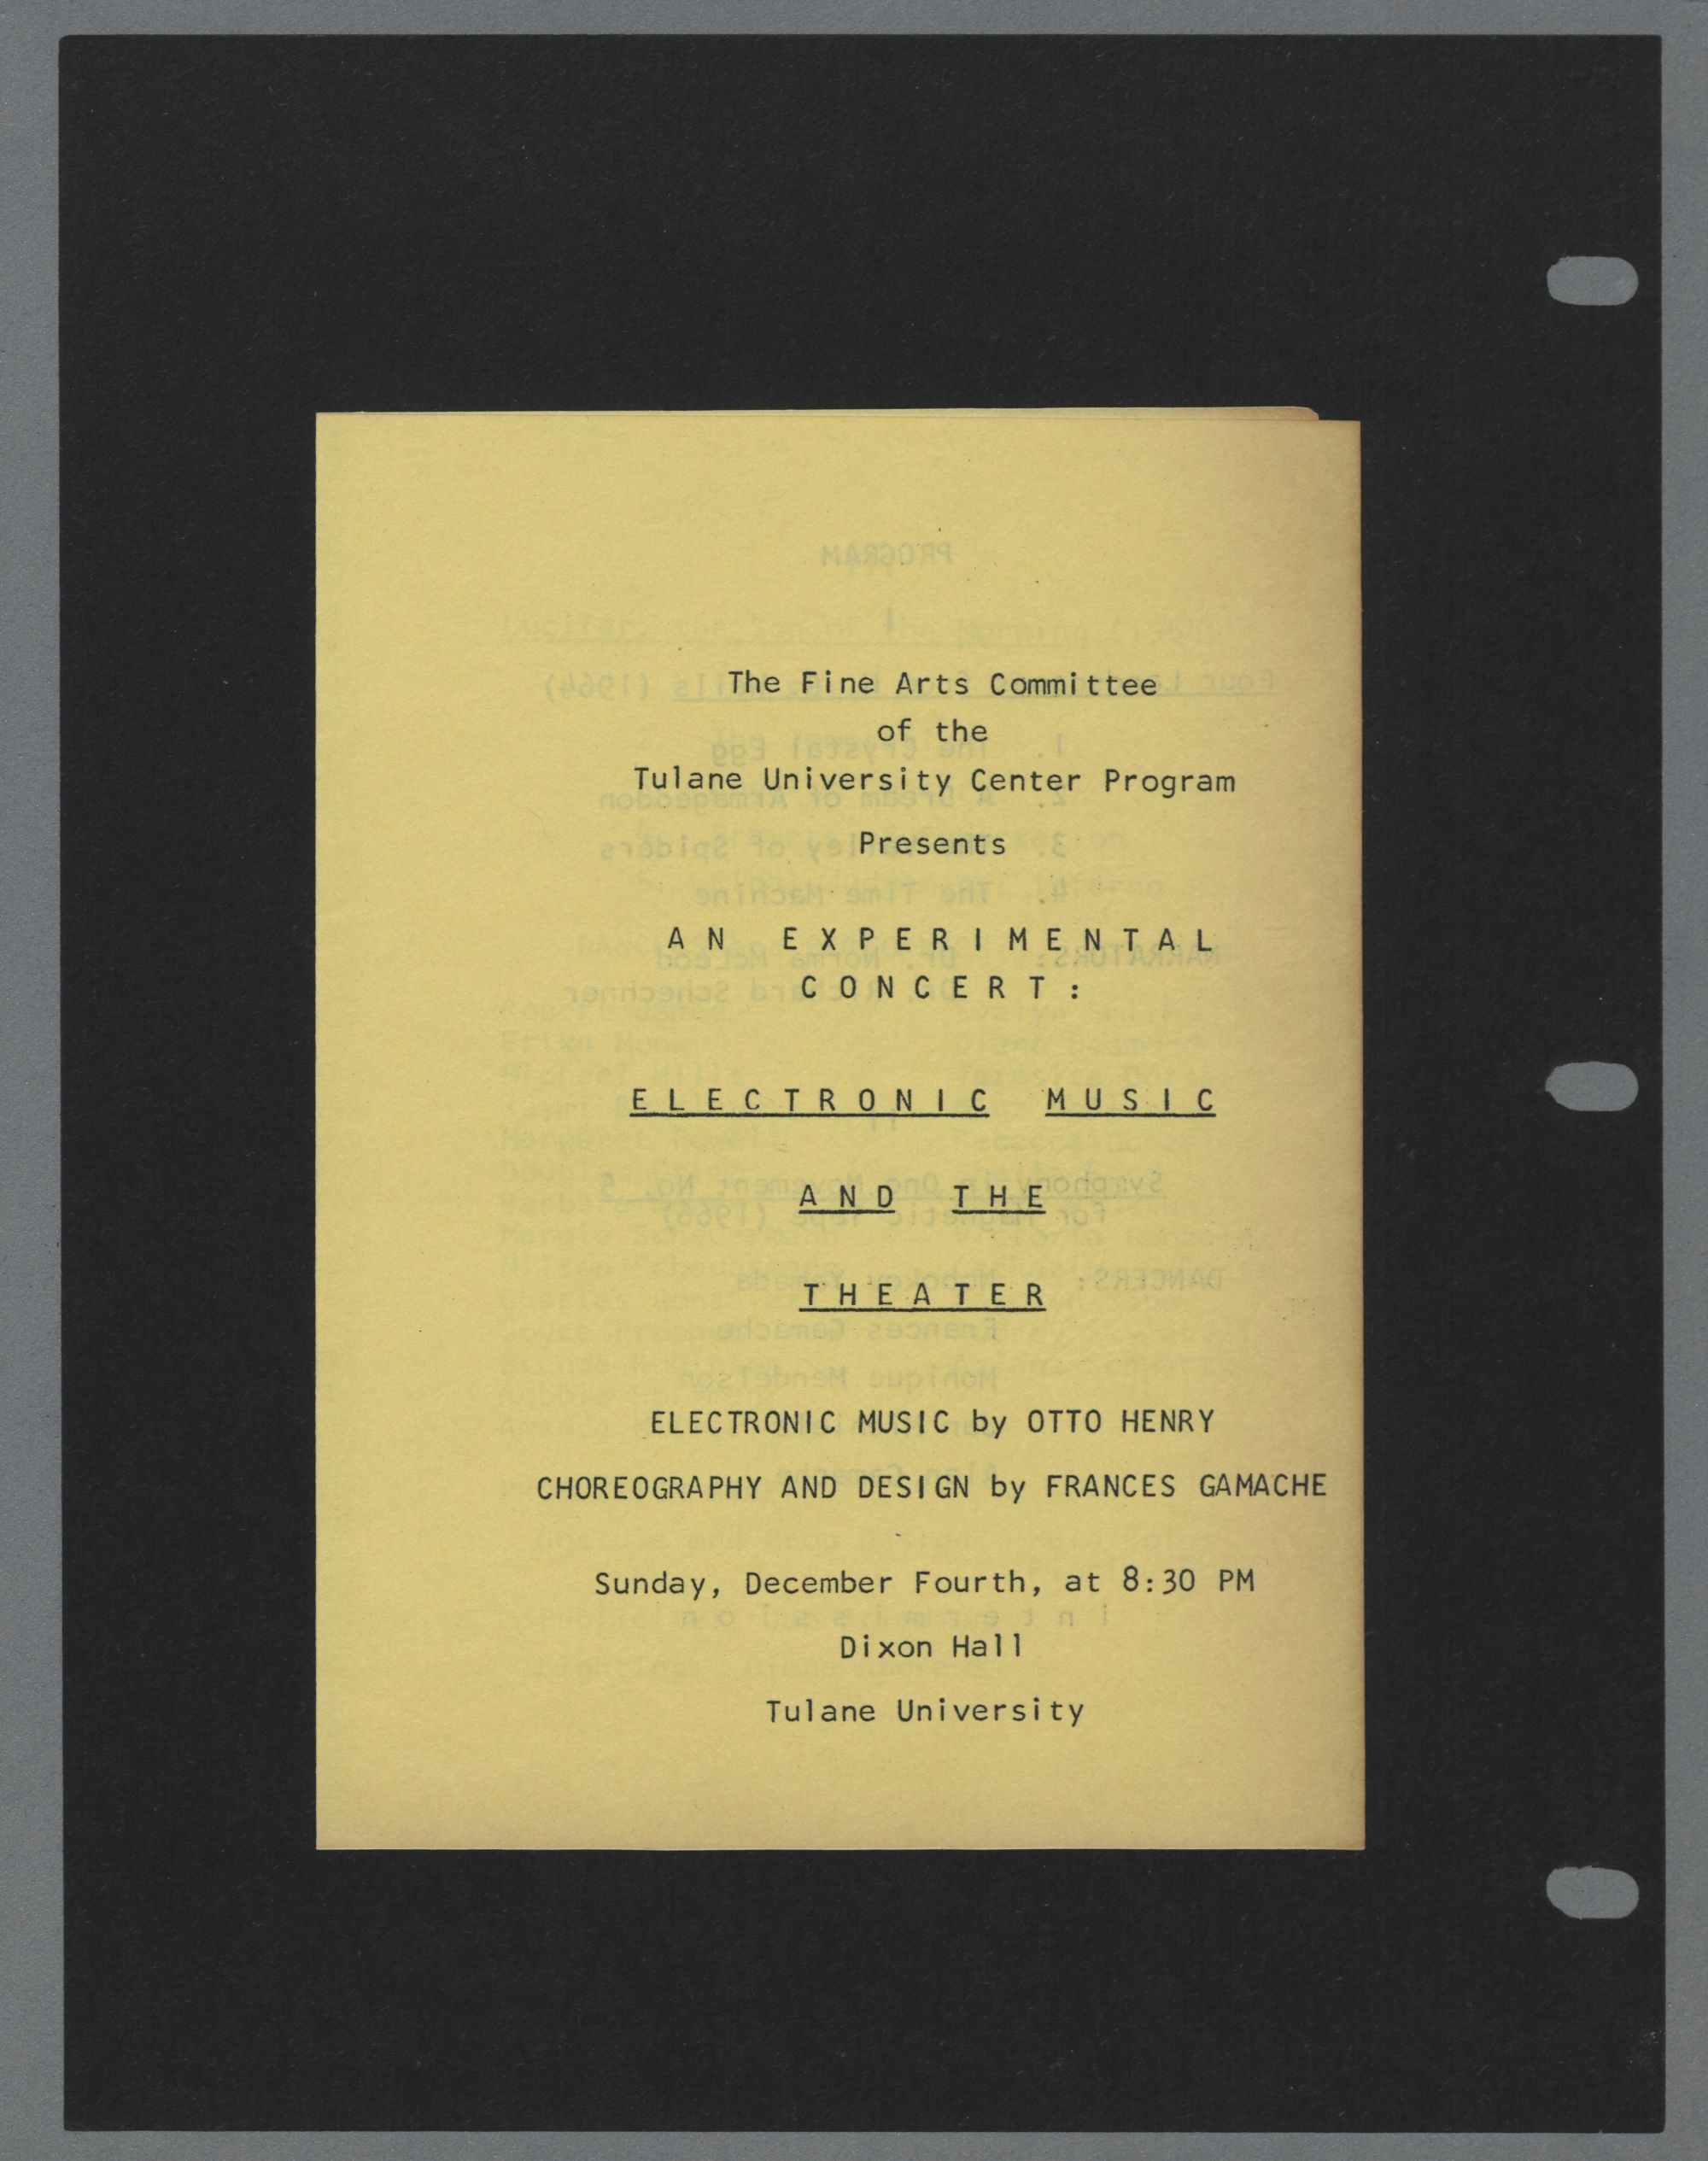 The Fine Arts Committee
of the
Tulane University Center Program
Presents
AN EXPERIMENTAL
CONCERT:
ELECTRONIC MUSIC
AND THE
THEATER
ELECTRONIC MUSIC by OTTO HENRY
CHOREOGRAPHY AND DESIGN by FRANCES GAMACHE
Sunday, December Fourth, at 8:30 PM
Dixon Hall
Tulane University